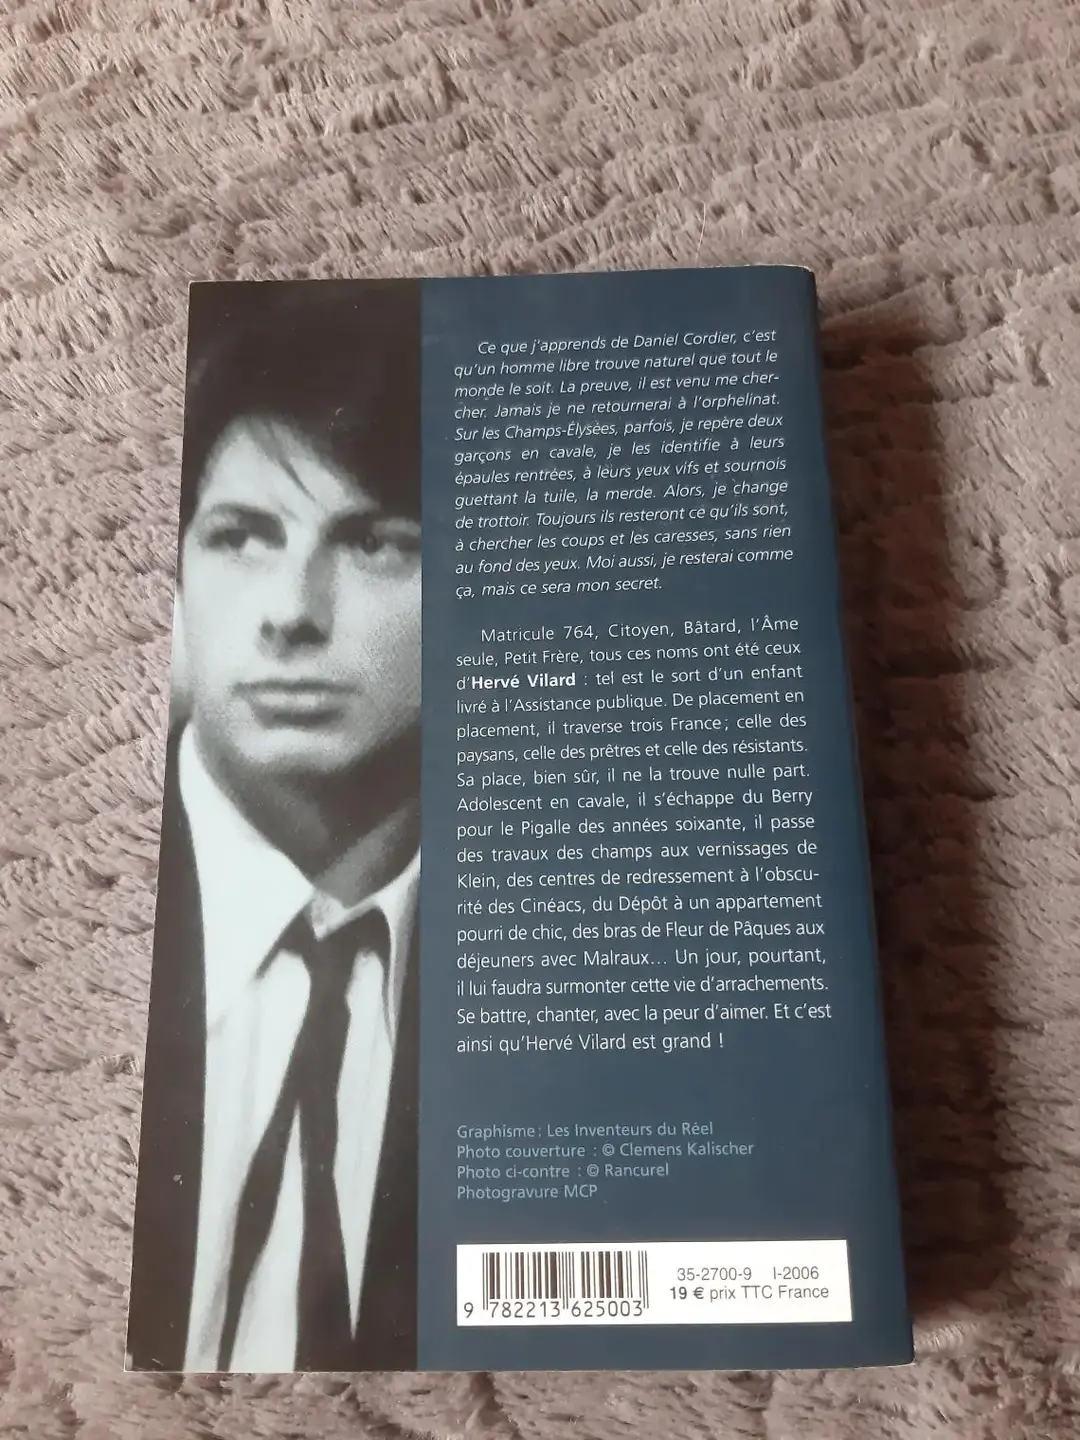 Ce que j'apprends de Daniel Cordier, c'est
qu'un homme libre trouve naturel que tout le
monde le soit. La preuve, il est venu me cher-
cher. Jamais je ne retournerai à l'orphelinat.
Sur les Champs-Élysées, parfois, je repère deux
garçons en cavale, je les identifie à leurs
épaules rentrées, à leurs yeux vifs et sournois
guettant la tuile, la merde. Alors, je change
de trottoir. Toujours ils resteront ce qu'ils sont,
à chercher les coups et les caresses, sans rien
au fond des yeux. Moi aussi, je resterai comme
ça, mais ce sera mon secret.
Matricule 764, Citoyen, Bâtard, l'Âme
seule, Petit Frère, tous ces noms ont été ceux
d'Hervé Vilard : tel est le sort d'un enfant
livré à l'Assistance publique. De placement en
placement, il traverse trois France ; celle des
paysans, celle des prêtres et celle des résistants.
Sa place, bien sûr, il ne la trouve nulle part.
Adolescent en cavale, il s'échappe du Berry
pour le Pigalle des années soixante, il passe
des travaux des champs aux vernissages de
Klein, des centres de redressement à l'obscu-
rité des Cinéacs, du Dépôt à un appartement
pourri de chic, des bras de Fleur de Pâques aux
déjeuners avec Malraux... Un jour, pourtant,
il lui faudra surmonter cette vie d'arrachements.
Se battre, chanter, avec la peur d'aimer. Et c'est
ainsi qu'Hervé Vilard est grand !
Graphisme : Les Inventeurs du Réel
Photo couverture : © Clemens Kalischer
Photo ci-contre : © Rancurel
Photogravure MCP
35-2700-9 I-2006
19 € prix TTC France
9 782213 625003